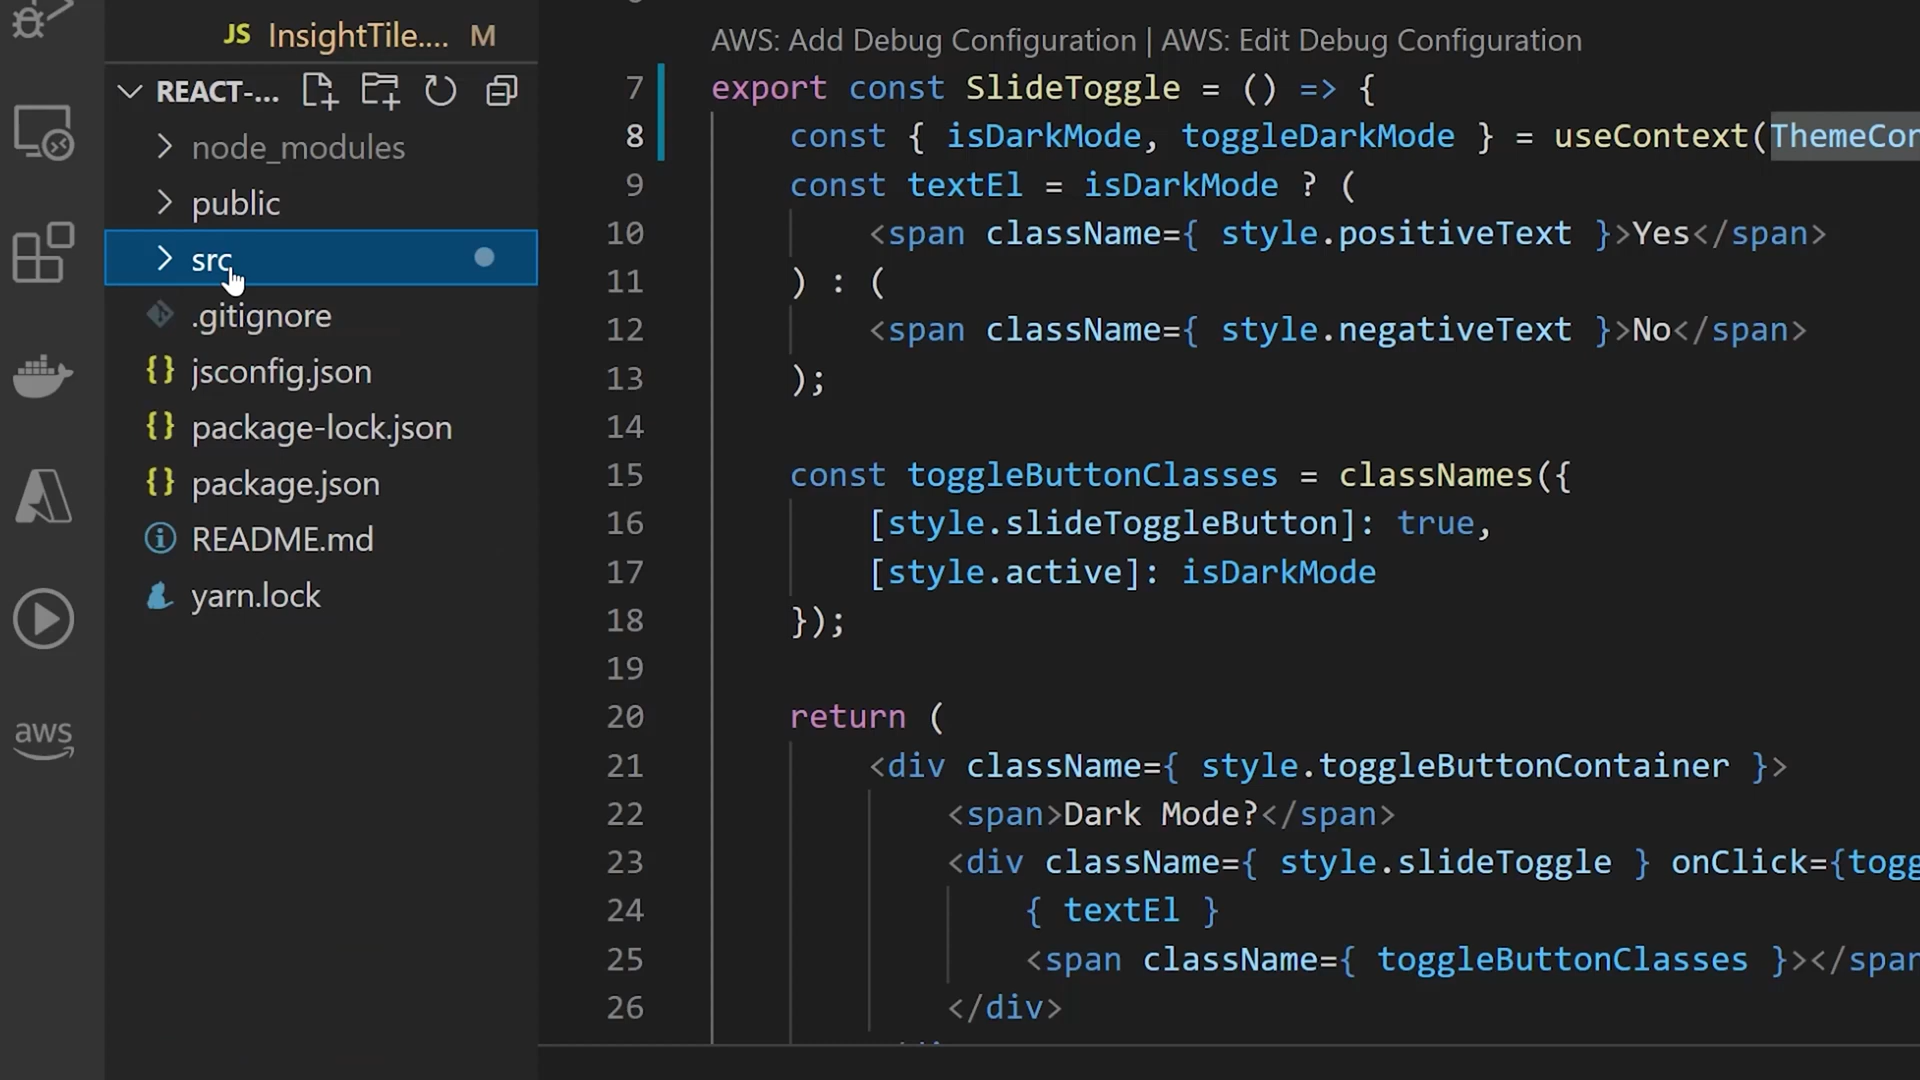 JS InsightTile.... M
REACT-...
node_modules
public
src
.gitignore
{} jsconfig.json
{} package-lock.json
{} package.json
README.md
yarn.lock
aws
AWS: Add Debug Configuration | AWS: Edit Debug Configuration
7 export const SlideToggle = () => {
8 const { isDarkMode, toggleDarkMode } = useContext(ThemeCon
9 const textEl = isDarkMode ? (
10 <span className={ style.positiveText }>Yes</span>
11 ) : (
12 <span className={ style.negativeText }>No</span>
13 );
14
15 const toggleButtonClasses = classNames({
16 [style.slideToggleButton]: true,
17 [style.active]: isDarkMode
18 });
19
20 return (
21 <div className={ style.toggleButtonContainer }>
22 <span>Dark Mode?</span>
23 <div className={ style.slideToggle } onClick={togg
24 { textEl }
25 <span className={ toggleButtonClasses }></span
26 </div>